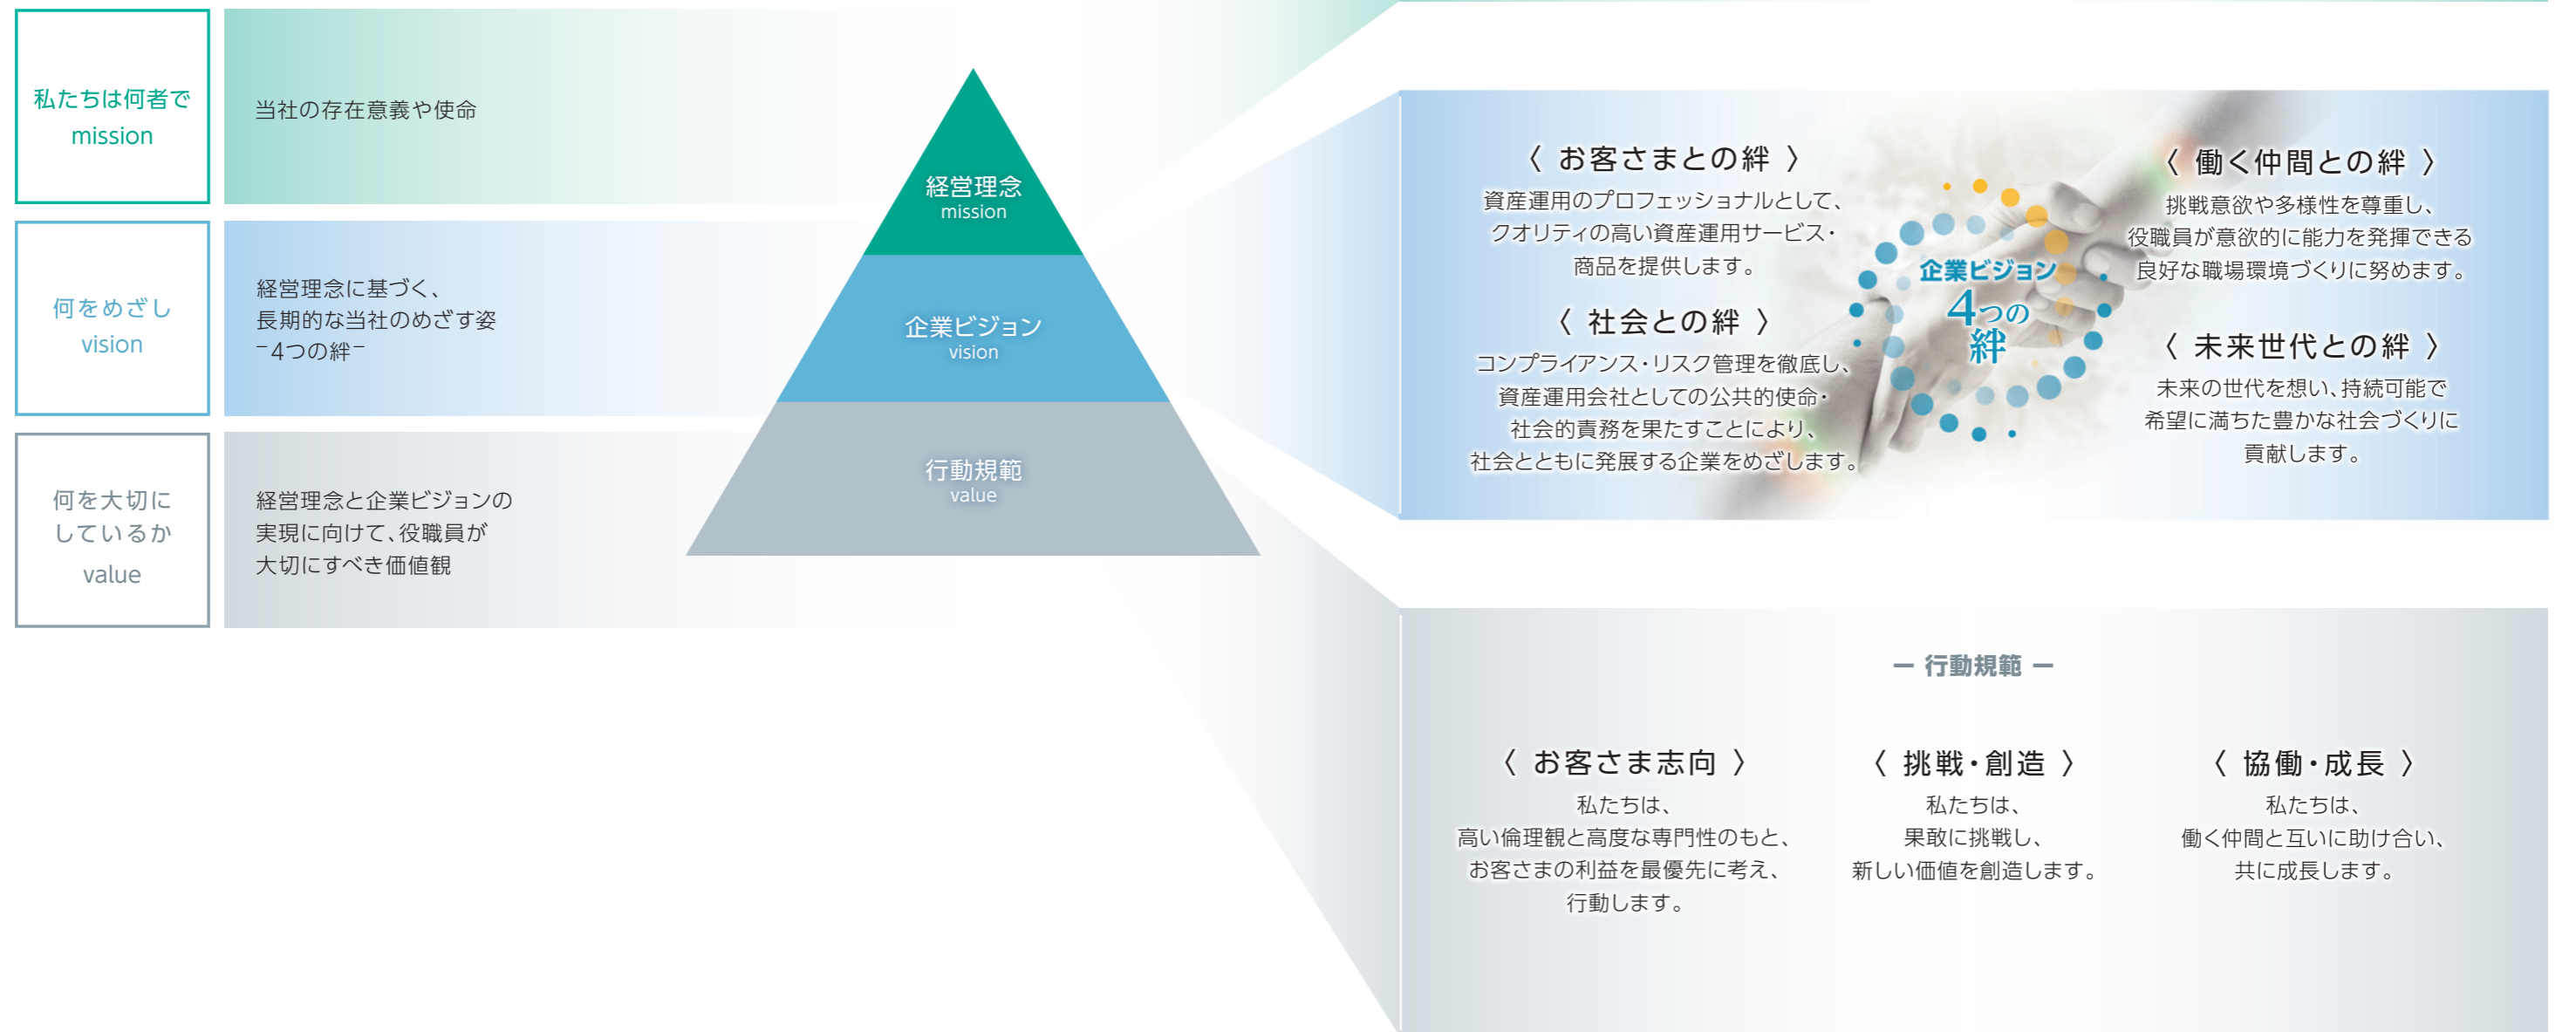 私たちは何者で
mission
当社の存在意義や使命
何をめざし
vision
経営理念に基づく、
長期的な当社のめざす姿
−4つの絆−
何を大切に
しているか
value
経営理念と企業ビジョンの
実現に向けて、役職員が
大切にすべき価値観
経営理念
mission
企業ビジョン
vision
行動規範
value
〈 お客さまとの絆 〉
資産運用のプロフェッショナルとして、
クオリティの高い資産運用サービス・
商品を提供します。
〈 社会との絆 〉
コンプライアンス・リスク管理を徹底し、
資産運用会社としての公共的使命・
社会的責務を果たすことにより、
社会とともに発展する企業をめざします。
企業ビジョン
4つの
絆
〈 働く仲間との絆 〉
挑戦意欲や多様性を尊重し、
役職員が意欲的に能力を発揮できる
良好な職場環境づくりに努めます。
〈 未来世代との絆 〉
未来の世代を想い、持続可能で
希望に満ちた豊かな社会づくりに
貢献します。
ー 行動規範 ー
〈 お客さま志向 〉
私たちは、
高い倫理観と高度な専門性のもと、
お客さまの利益を最優先に考え、
行動します。
〈 挑戦・創造 〉
私たちは、
果敢に挑戦し、
新しい価値を創造します。
〈 協働・成長 〉
私たちは、
働く仲間と互いに助け合い、
共に成長します。